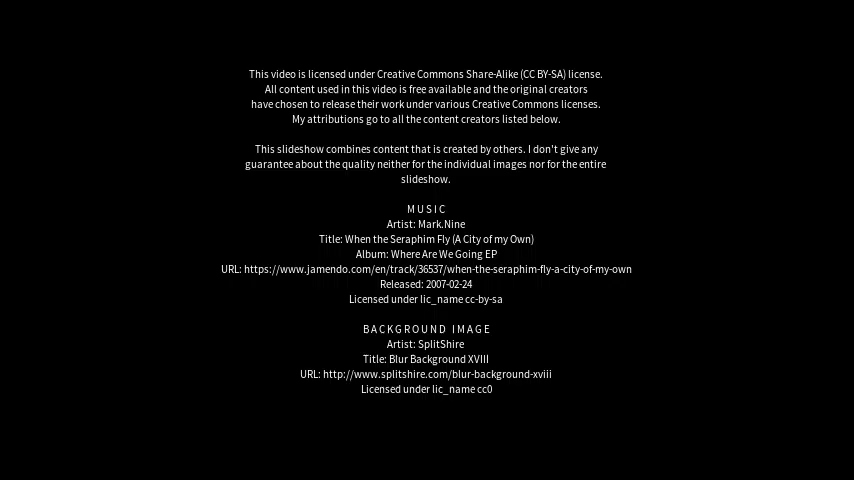 This video is licensed under Creative Commons Share-Alike (CC BY-SA) license.
All content used in this video is free available and the original creators
have chosen to release their work under various Creative Commons licenses.
My attributions go to all the content creators listed below.
This slideshow combines content that is created by others. I don't give any
guarantee about the quality neither for the individual images nor for the entire
slideshow.
MUSIC
Artist: Mark.Nine
Title: When the Seraphim Fly (A City of my Own)
Album: Where Are We Going EP
URL: https://www.jamendo.com/en/track/36537/when-the-seraphim-fly-a-city-of-my-own
Released: 2007-02-24
Licensed under lic_name cc-by-sa
BACKGROUND IMAGE
Artist: SplitShire
Title: Blur Background XVIII
URL: http://www.splitshire.com/blur-background-xviii
Licensed under lic_name cc0